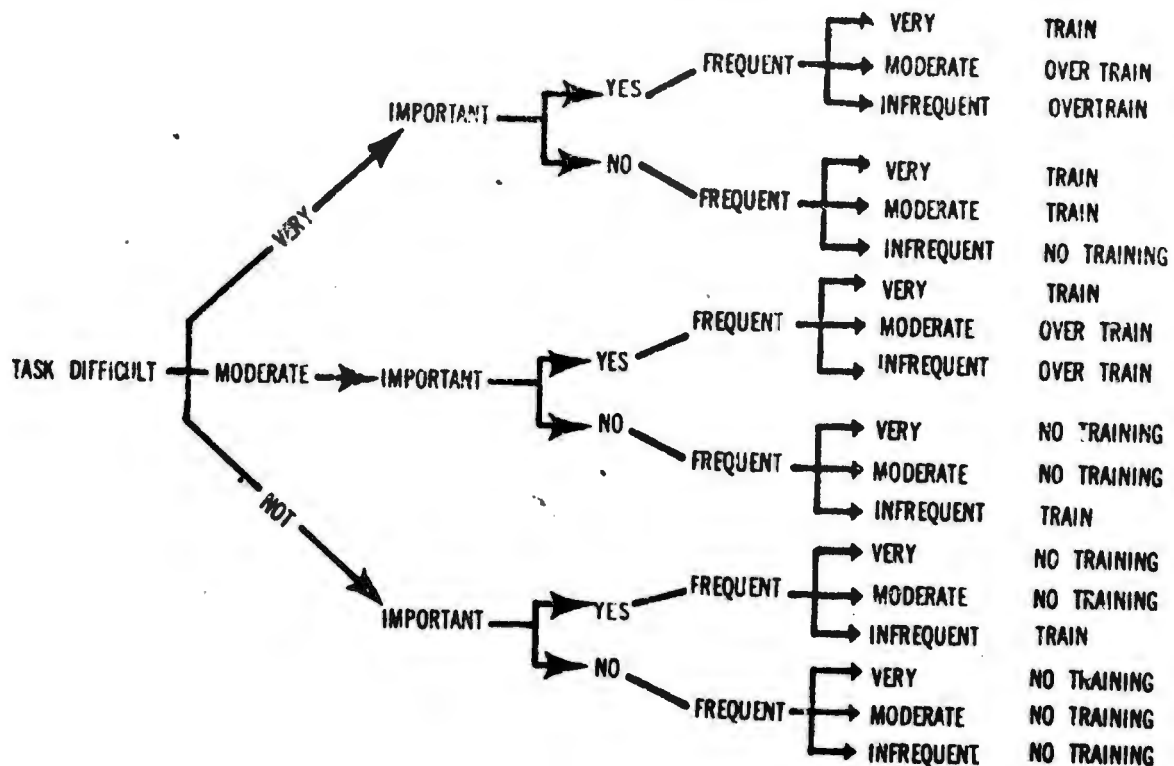 VERY TRAIN
FREQUENT MODERATE OVER TRAIN
YES
INFREQUENT OVERTRAIN
IMPORTANT
NO
VERY TRAIN
FREQUENT MODERATE TRAIN
VERY
INFREQUENT NO TRAINING
VERY TRAIN
FREQUENT MODERATE OVER TRAIN
YES
INFREQUENT OVER TRAIN
TASK DIFFICULT MODERATE IMPORTANT
NO
VERY NO TRAINING
FREQUENT MODERATE NO TRAINING
INFREQUENT TRAIN
NOT
VERY NO TRAINING
FREQUENT MODERATE NO TRAINING
YES
IMPORTANT
INFREQUENT TRAIN
NO
VERY NO TRAINING
FREQUENT MODERATE NO TRAINING
INFREQUENT NO TRAINING